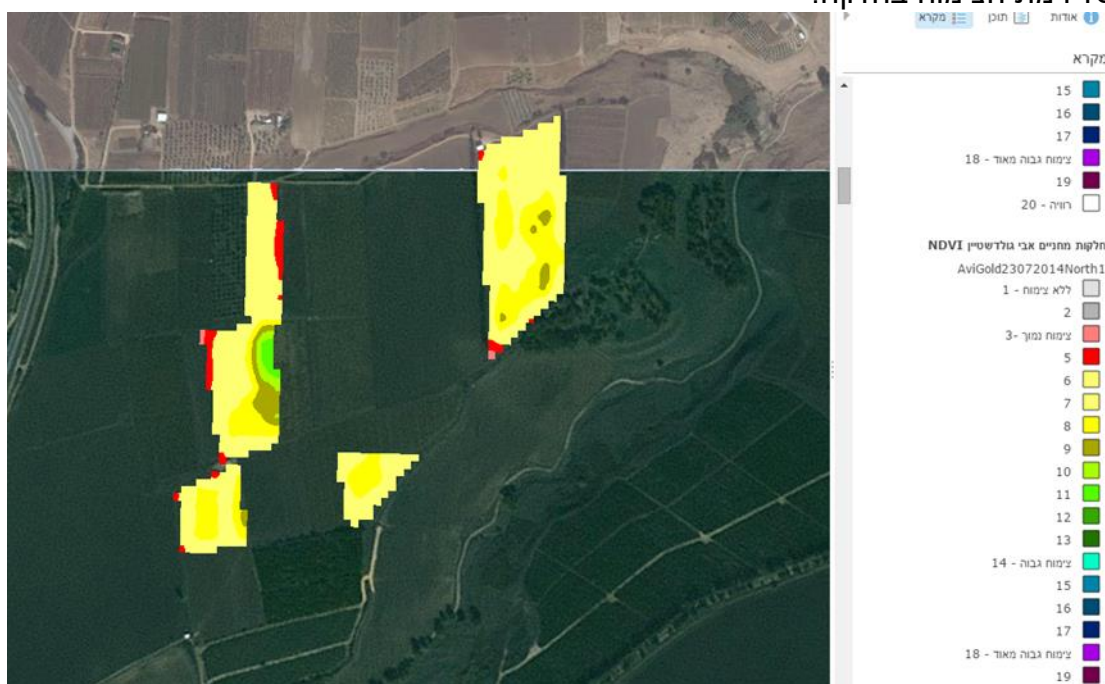 אודות תוכן מקרא
מקרא
15
16
17
צימוח גבוה מאוד - 18
19
רוויה - 20
חלקות מחניים אבי גולדשטיין NDVI
AviGold23072014North1
ללא צימוח - 1
2
צימוח נמוך -3
5
6
7
8
9
10
11
12
13
צימוח גבוה - 14
15
16
17
צימוח גבוה מאוד - 18
19